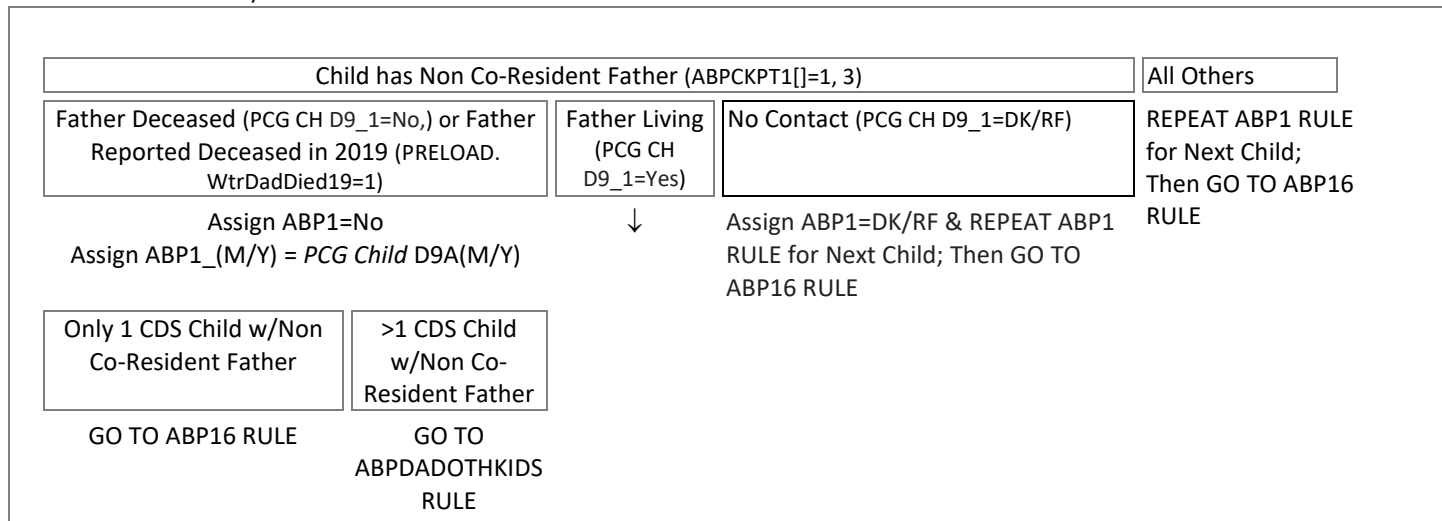 Child has Non Co-Resident Father (ABPCKPT1[]=1, 3)
All Others
Father Deceased (PCG CH D9_1=No,) or Father
Reported Deceased in 2019 (PRELOAD.
WtrDadDied19=1)
Father Living
(PCG CH
D9_1=Yes)
No Contact (PCG CH D9_1=DK/RF)
REPEAT ABP1 RULE
for Next Child;
Then GO TO ABP16
RULE
Assign ABP1=No
Assign ABP1_(M/Y) = PCG Child D9A(M/Y)
↓
Assign ABP1=DK/RF & REPEAT ABP1
RULE for Next Child; Then GO TO
ABP16 RULE
Only 1 CDS Child w/Non
Co-Resident Father
>1 CDS Child
w/Non Co-
Resident Father
GO TO ABP16 RULE
GO TO
ABPDADOTHKIDS
RULE